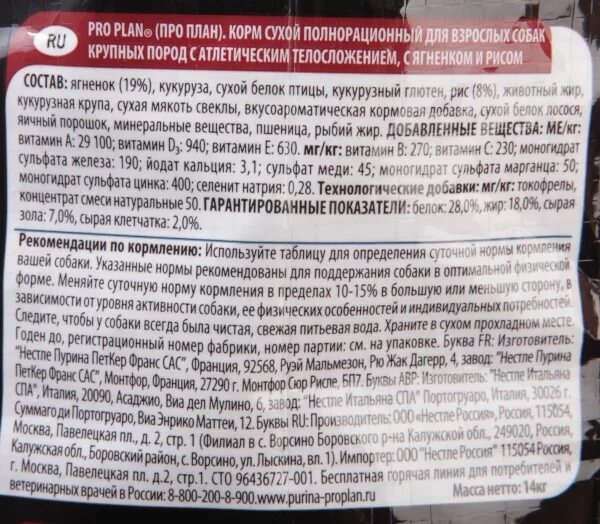 RU
PRO PLAN® (ПРО ПЛАН). КОРМ СУХОЙ ПОЛНОРАЦИОННЫЙ ДЛЯ ВЗРОСЛЫХ СОБАК
КРУПНЫХ ПОРОД С АТЛЕТИЧЕСКИМ ТЕЛОСЛОЖЕНИЕМ, С ЯГНЕНКОМ И РИСОМ
СОСТАВ: ягненок (19%), кукуруза, сухой белок птицы, кукурузный глютен, рис (8%), животный жир,
кукурузная крупа, сухая мякоть свеклы, вкусоароматическая кормовая добавка, сухой белок лосося,
яичный порошок, минеральные вещества, пшеница, рыбий жир. ДОБАВЛЕННЫЕ ВЕЩЕСТВА: МЕ/кг:
витамин А: 29 100; витамин D₃: 940; витамин Е: 630. мг/кг: витамин В: 270; витамин С: 230; моногидрат
сульфата железа: 190; йодат кальция: 3,1; сульфат меди: 45; моногидрат сульфата марганца: 50;
моногидрат сульфата цинка: 400; селенит натрия: 0,28. Технологические добавки: мг/кг: токофрелы,
концентрат смеси натуральные 50. ГАРАНТИРОВАННЫЕ ПОКАЗАТЕЛИ: белок: 28,0%, жир: 18,0%, сырая
зола: 7,0%, сырая клетчатка: 2,0%.
Рекомендации по кормлению: Используйте таблицу для определения суточной нормы кормления
вашей собаки. Указанные нормы рекомендованы для поддержания собаки в оптимальной физической
форме. Меняйте суточную норму кормления в пределах 10-15% в большую или меньшую сторону, в
зависимости от уровня активности собаки, ее физических особенностей и индивидуальных потребностей.
Следите, чтобы у собаки всегда была чистая, свежая питьевая вода. Храните в сухом прохладном месте.
Годен до, регистрационный номер фабрики, номер партии: см. на упаковке. Буква FR: Изготовитель:
"Нестле Пурина ПетКер Франс САС", Франция, 92568, Руэй Мальмезон, Рю Жак Дагерр, 4, завод: "Нестле Пурина
ПетКер Франс САС", Монтфор, Франция, 27290 г. Монтфор Сюр Рисле, БП7. Буквы АВР: Изготовитель: "Нестле Итальяна
СПА", Италия, 20090, Асаджио, Виа дел Мулино, 6, завод: "Нестле Итальяна СПА" Портогруаро, Италия, 30026 г.
Суммаго ди Портогруаро, Виа Энрико Маттеи, 12. Буквы RU: Производитель: ООО «Нестле Россия», Россия, 115054,
Москва, Павелецкая пл., д. 2, стр. 1 (Филиал в с. Ворсино Боровского р-на Калужской обл., 249020, Россия,
Калужская обл., Боровский район, с. Ворсино, ул. Лыскина, вл. 1). Импортер: ООО "Нестле Россия" 115054 Россия,
г. Москва, Павелецкая пл., д.2, стр.1. СТО 96436727-001. Бесплатная горячая линия для потребителей и
ветеринарных врачей в России: 8-800-200-8-900.www.purina-proplan.ru Масса нетто: 14кг